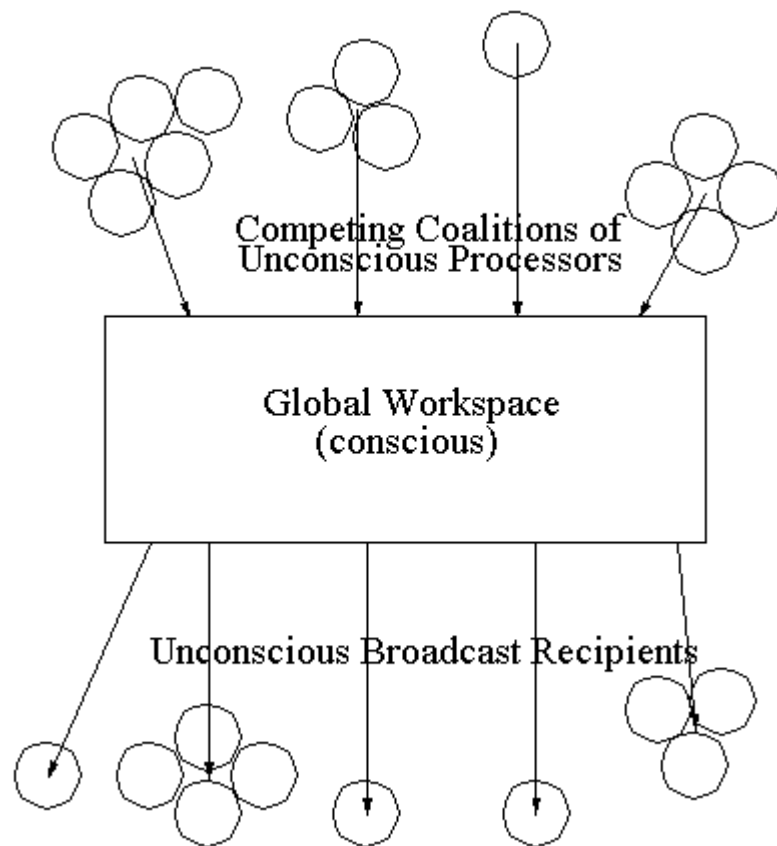 Competing Coalitions of
Unconscious Processors
Global Workspace
(conscious)
Unconscious Broadcast Recipients